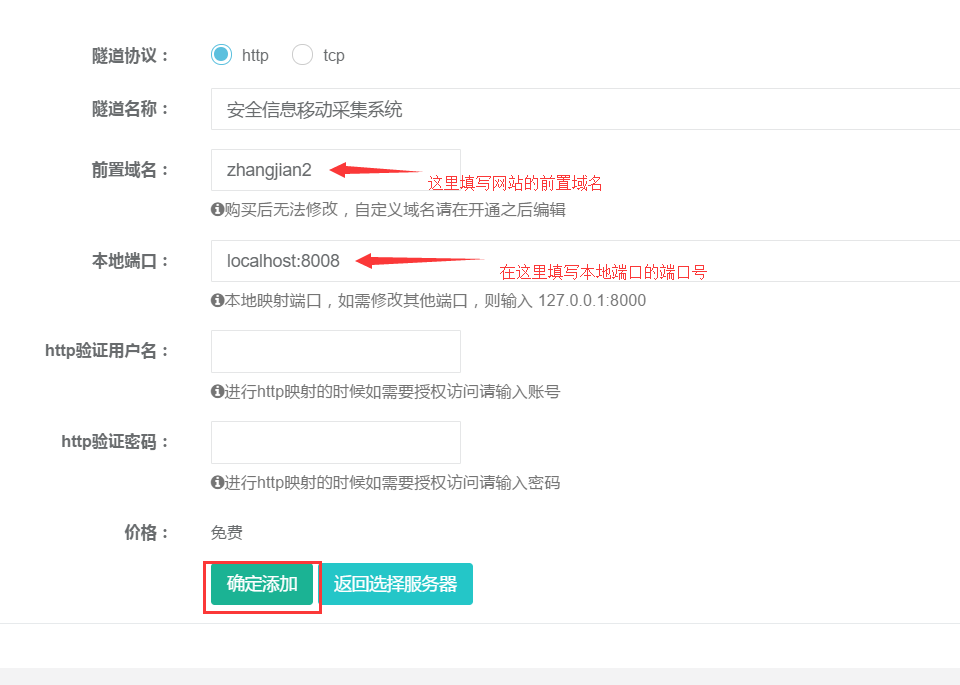 隧道协议： http tcp
隧道名称： 安全信息移动采集系统
前置域名： zhangjian2
这里填写网站的前置域名
购买后无法修改，自定义域名请在开通之后编辑
本地端口： localhost:8008
在这里填写本地端口的端口号
本地映射端口，如需修改其他端口，则输入 127.0.0.1:8000
http验证用户名：
进行http映射的时候如需要授权访问请输入账号
http验证密码：
进行http映射的时候如需要授权访问请输入密码
价格： 免费
确定添加 返回选择服务器